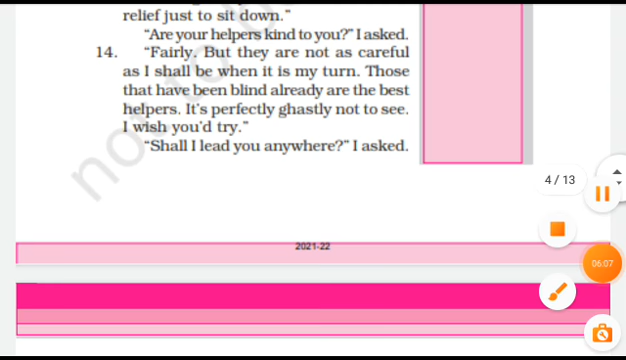 relief just to sit down."
"Are your helpers kind to you?" I asked.
14. "Fairly. But they are not as careful
as I shall be when it is my turn. Those
that have been blind already are the best
helpers. It's perfectly ghastly not to see.
I wish you'd try."
"Shall I lead you anywhere?" I asked.
not to b
4 / 13
2021-22
06:07